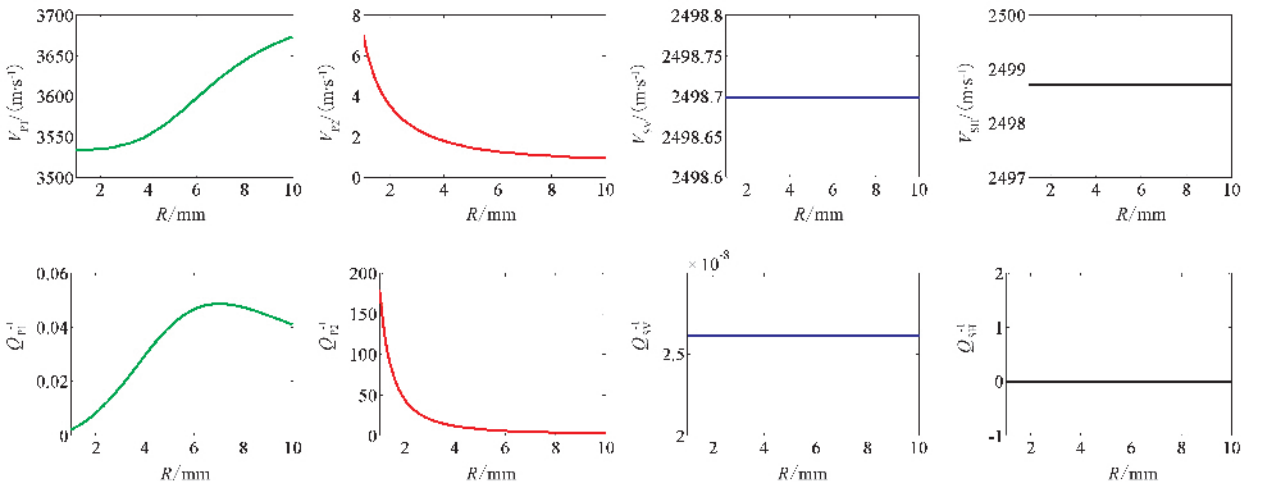 3700
3650
3600
3550
3500
V_P1/(m·s⁻¹)
2 4 6 8 10
R/mm
8
6
4
2
0
V_P2/(m·s⁻¹)
2 4 6 8 10
R/mm
2498.8
2498.75
2498.7
2498.65
2498.6
V_SV/(m·s⁻¹)
2 4 6 8 10
R/mm
2500
2499
2498
2497
V_SH/(m·s⁻¹)
2 4 6 8 10
R/mm
0.06
0.04
0.02
0
Q_P1⁻¹
2 4 6 8 10
R/mm
200
150
100
50
0
Q_P2⁻¹
2 4 6 8 10
R/mm
× 10⁻⁸
2.5
2
Q_SV⁻¹
2 4 6 8 10
R/mm
2
1
0
-1
Q_SH⁻¹
2 4 6 8 10
R/mm